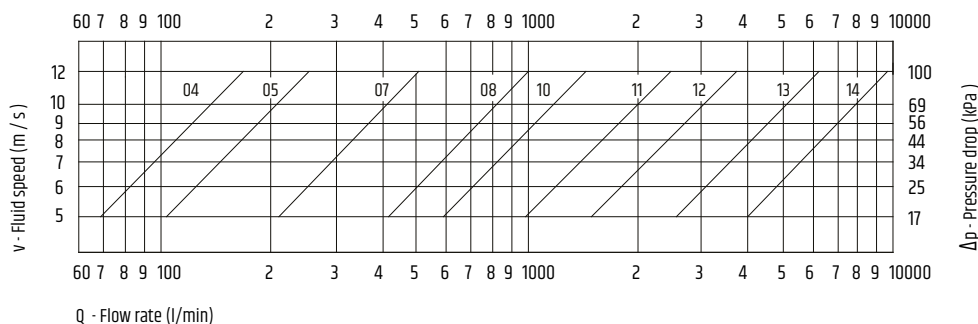 60 7 8 9 100 2 3 4 5 6 7 8 9 1000 2 3 4 5 6 7 8 9 10000
12 04 05 07 08 10 11 12 13 14 100
10 69
9 56
8 44
7 34
6 25
5 17
v - Fluid speed (m / s)
Δp - Pressure drop (kPa)
60 7 8 9 100 2 3 4 5 6 7 8 9 1000 2 3 4 5 6 7 8 9 10000
Q - Flow rate (l/min)